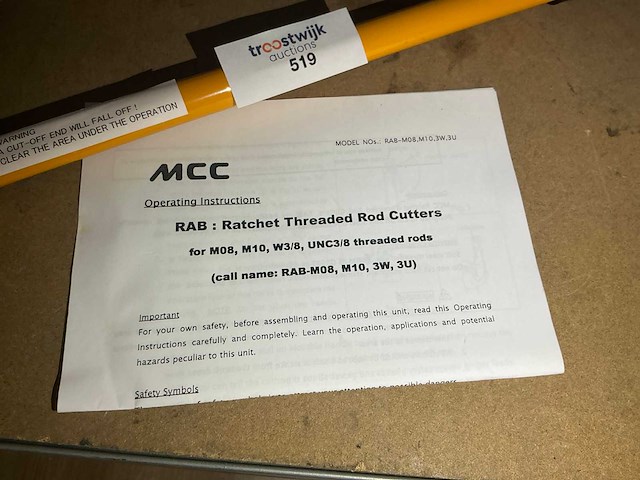 troostwijk
auctions
519
WARNING
A CUT-OFF END WILL FALL OFF !
CLEAR THE AREA UNDER THE OPERATION
MODEL NOs.: RAB-M08,M10,3W,3U
MCC
Operating Instructions
RAB : Ratchet Threaded Rod Cutters
for M08, M10, W3/8, UNC3/8 threaded rods
(call name: RAB-M08, M10, 3W, 3U)
Important
For your own safety, before assembling and operating this unit, read this Operating
Instructions carefully and completely. Learn the operation, applications and potential
hazards peculiar to this unit.
Safety Symbols
attention to possible dangers